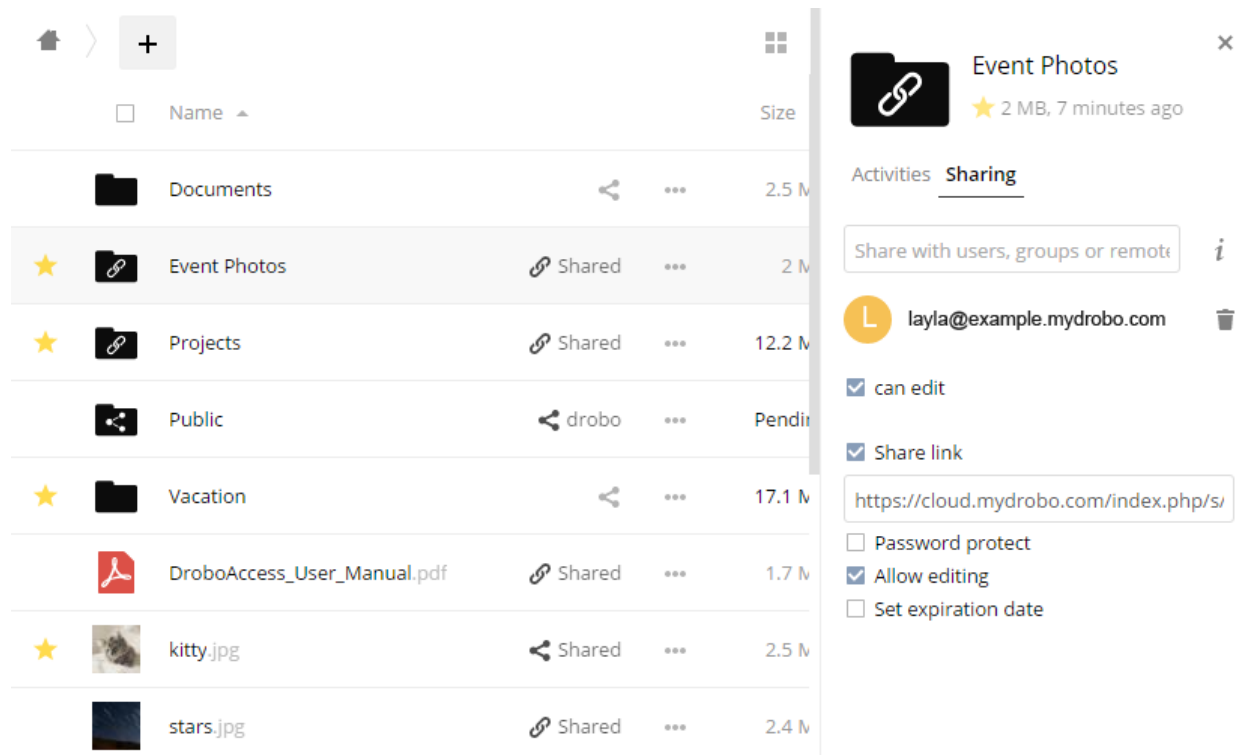 Name
Size
Documents
2.5 M
Event Photos
Shared
2 M
Projects
Shared
12.2 M
Public
drobo
Pendin
Vacation
17.1 M
DroboAccess_User_Manual.pdf
Shared
1.7 M
kitty.jpg
Shared
2.5 M
stars.jpg
Shared
2.4 M
Event Photos
2 MB, 7 minutes ago
Activities Sharing
Share with users, groups or remote
i
L
layla@example.mydrobo.com
can edit
Share link
https://cloud.mydrobo.com/index.php/s/
Password protect
Allow editing
Set expiration date